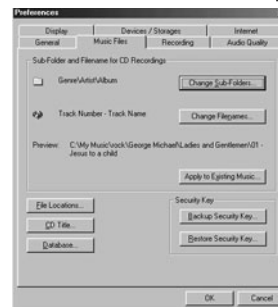 Preferences
Display Devices / Storages Internet
General Music Files Recording Audio Quality
Sub-Folder and Filename for CD Recordings
Genre\Artist\Album Change Sub-Folders...
Track Number - Track Name Change Filenames...
Preview: C:\My Music\rock\George Michael\Ladies and Gentlemen\01 -
Jesus to a child
Apply to Existing Music...
File Locations... Security Key
CD Title... Backup Security Key...
Database... Restore Security Key...
OK Cancel